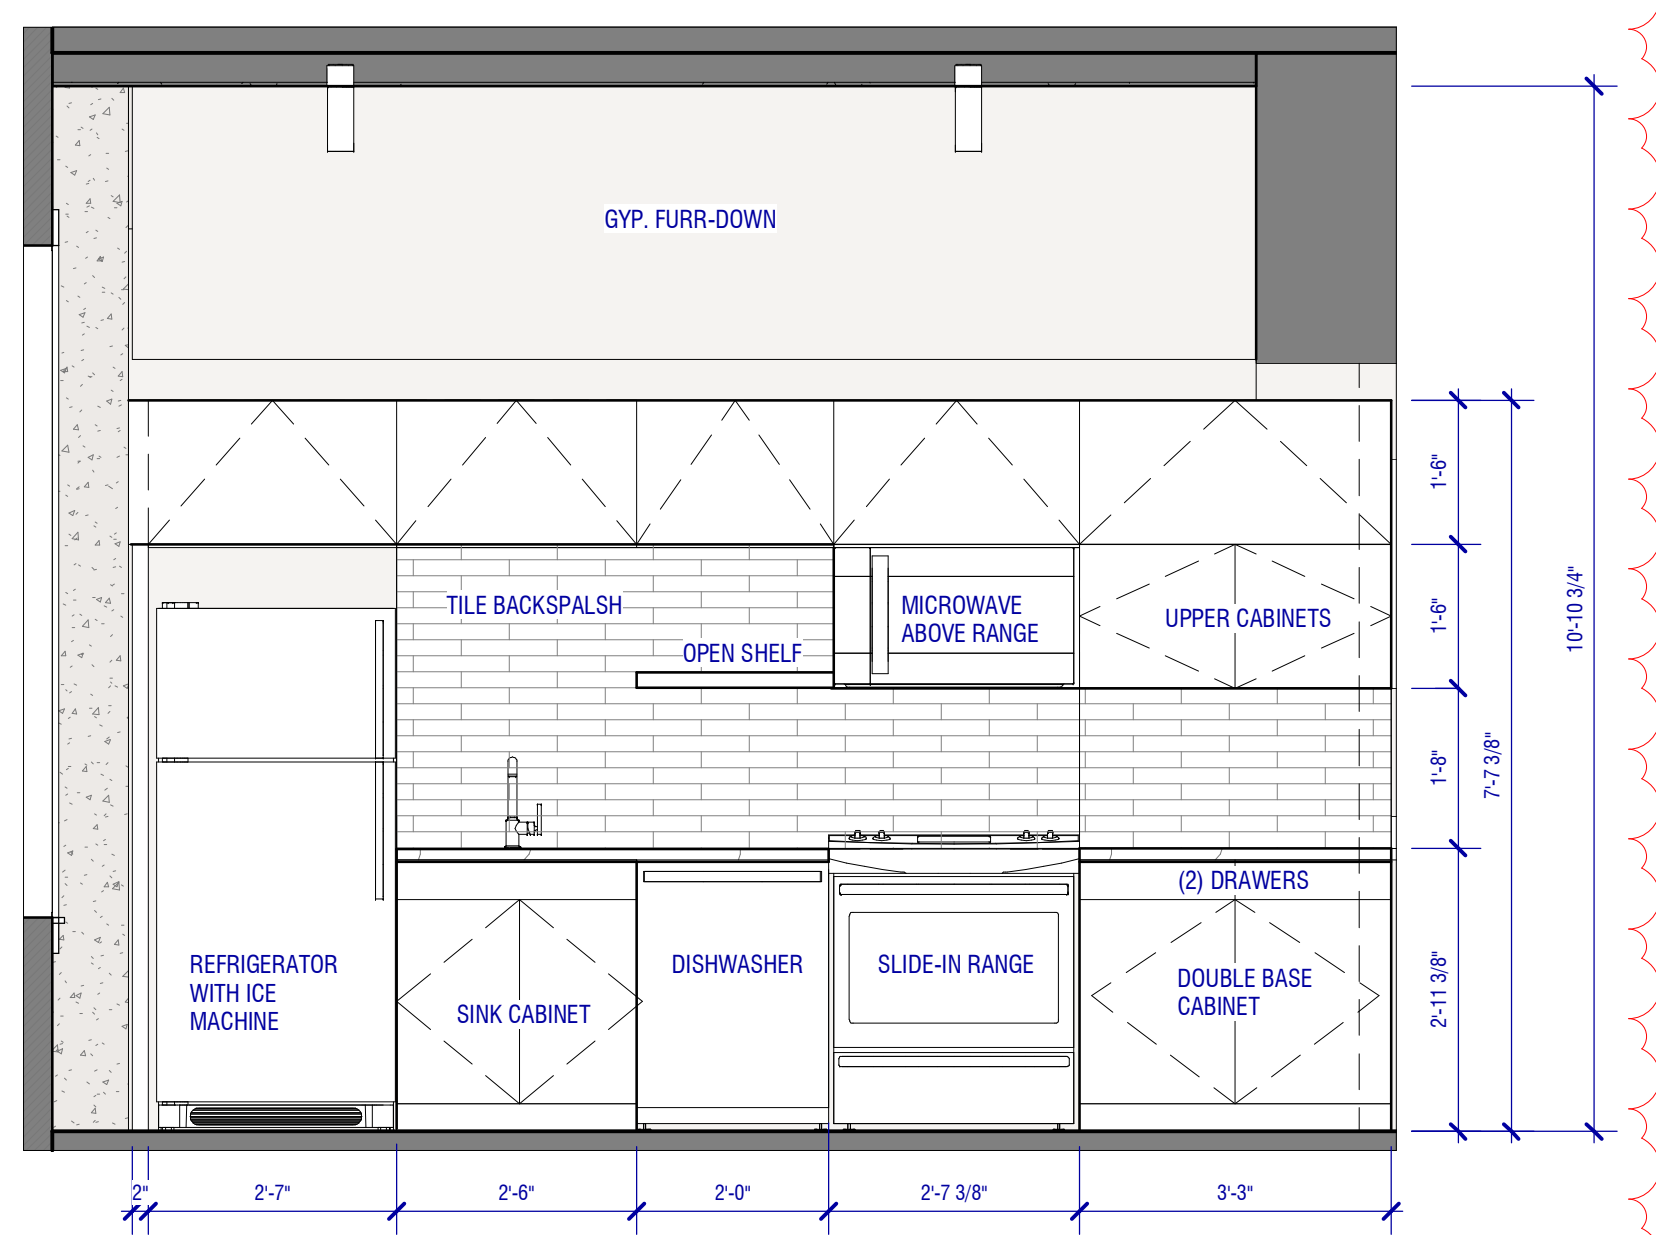 GYP. FURR-DOWN
1'-6"
10'-10 3/4"
TILE BACKSPALSH
MICROWAVE
ABOVE RANGE
UPPER CABINETS
1'-6"
OPEN SHELF
1'-8"
7'-7 3/8"
(2) DRAWERS
REFRIGERATOR
WITH ICE
MACHINE
SINK CABINET
DISHWASHER
SLIDE-IN RANGE
DOUBLE BASE
CABINET
2'-11 3/8"
2"
2'-7"
2'-6"
2'-0"
2'-7 3/8"
3'-3"